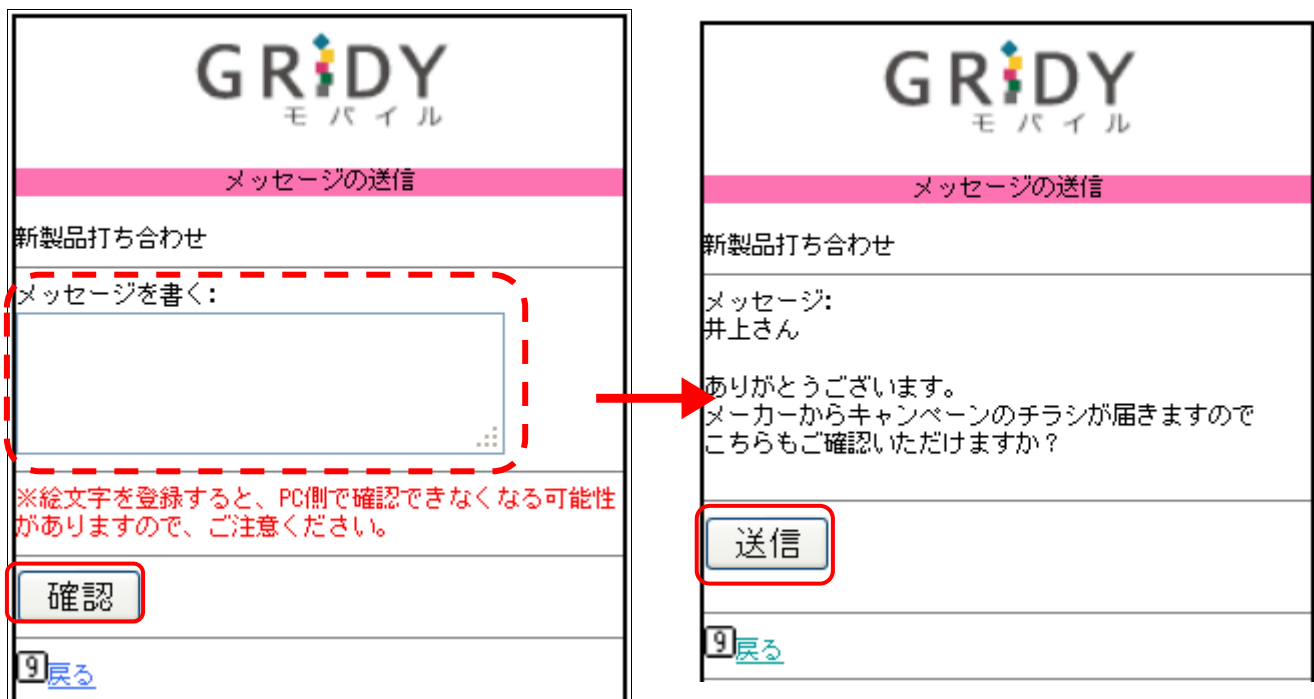 GRiDY
モバイル
メッセージの送信
新製品打ち合わせ
メッセージを書く:
※絵文字を登録すると、PC側で確認できなくなる可能性
がありますので、ご注意ください。
確認
9戻る
GRiDY
モバイル
メッセージの送信
新製品打ち合わせ
メッセージ:
井上さん
ありがとうございます。
メーカーからキャンペーンのチラシが届きますので
こちらもご確認いただけますか？
送信
9戻る